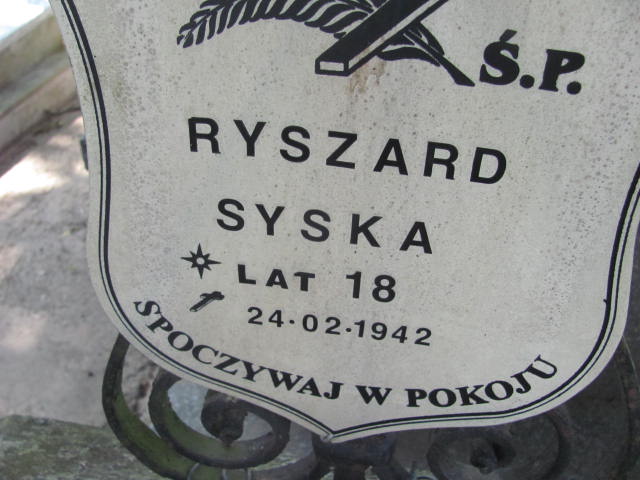 Ś.P.
RYSZARD
SYSKA
LAT 18
24-02-1942
SPOCZYWAJ W POKOJU